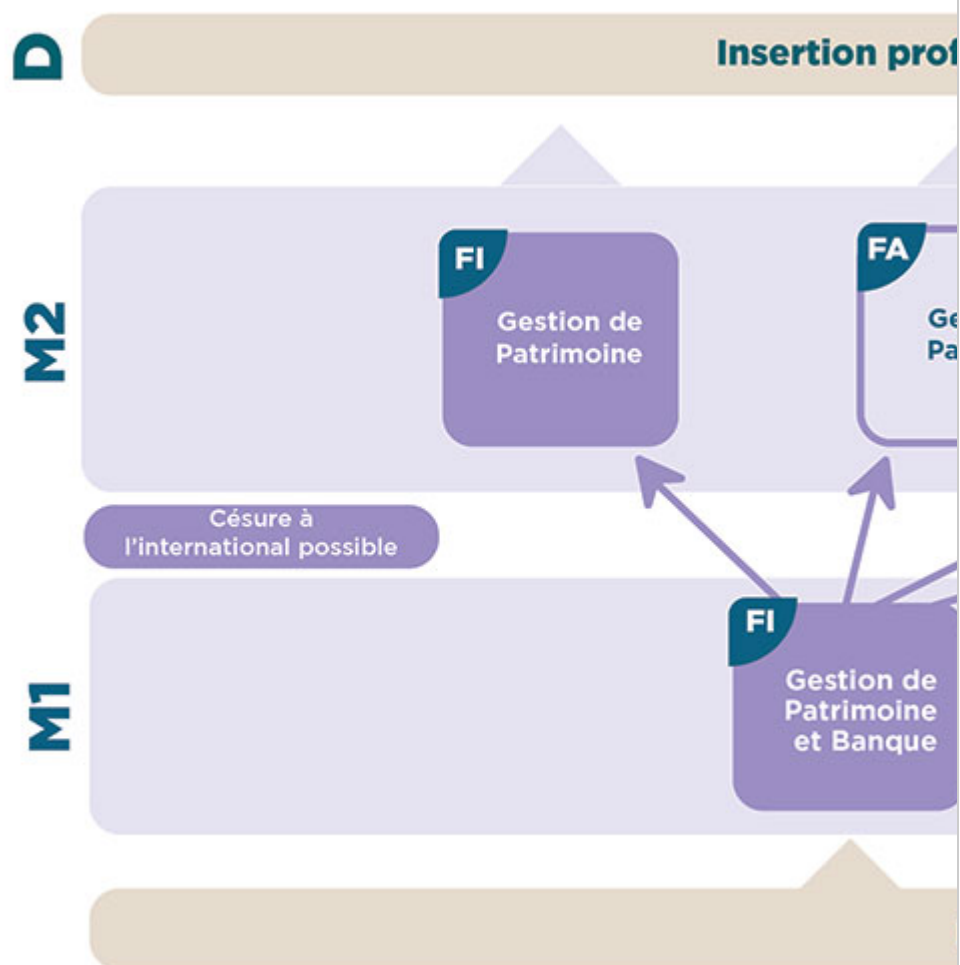 D
Insertion prof
M2
FI
Gestion de
Patrimoine
FA
Ge
Pa
Césure à
l'international possible
M1
FI
Gestion de
Patrimoine
et Banque